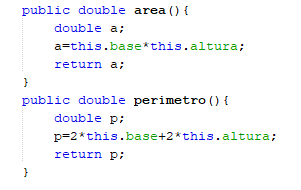 public double area(){
double a;
a=this.base*this.altura;
return a;
}
public double perimetro(){
double p;
p=2*this.base+2*this.altura;
return p;
}